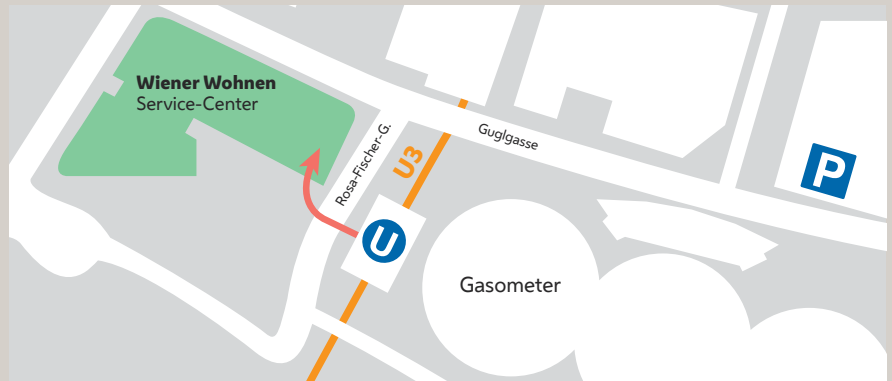 Wiener Wohnen
Service-Center
Rosa-Fischer-G.
U3
Guglgasse
P
U
Gasometer